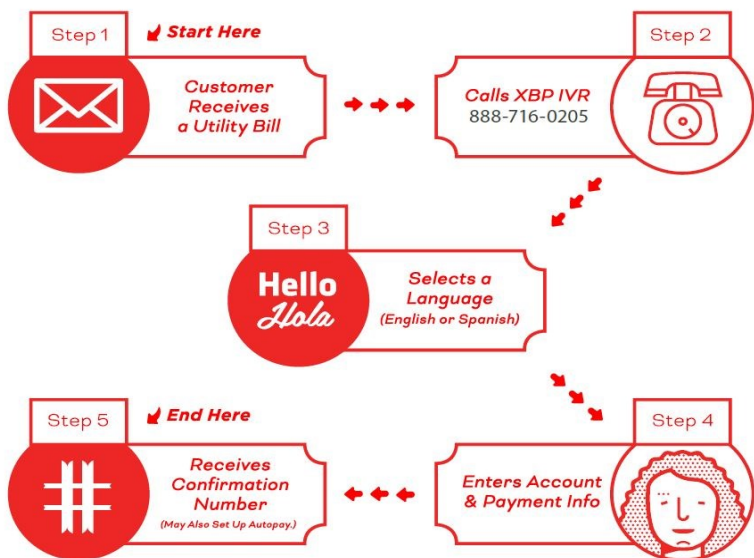 Step 1
Start Here
Customer
Receives
a Utility Bill
Step 2
Calls XBP IVR
888-716-0205
Step 3
Hello
Hola
Selects a
Language
(English or Spanish)
Step 4
Enters Account
& Payment Info
Step 5
End Here
Receives
Confirmation
Number
(May Also Set Up Autopay.)